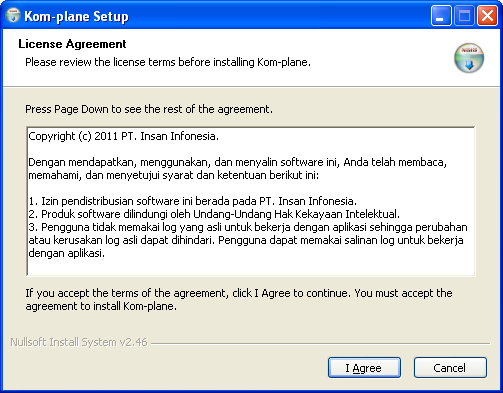 Kom-plane Setup
License Agreement
Please review the license terms before installing Kom-plane.
Press Page Down to see the rest of the agreement.
Copyright (c) 2011 PT. Insan Infonesia.
Dengan mendapatkan, menggunakan, dan menyalin software ini, Anda telah membaca,
memahami, dan menyetujui syarat dan ketentuan berikut ini:
1. Izin pendistribusian software ini berada pada PT. Insan Infonesia.
2. Produk software dilindungi oleh Undang-Undang Hak Kekayaan Intelektual.
3. Pengguna tidak memakai log yang asli untuk bekerja dengan aplikasi sehingga perubahan
atau kerusakan log asli dapat dihindari. Pengguna dapat memakai salinan log untuk bekerja
dengan aplikasi.
If you accept the terms of the agreement, click I Agree to continue. You must accept the
agreement to install Kom-plane.
Nullsoft Install System v2.46
I Agree
Cancel